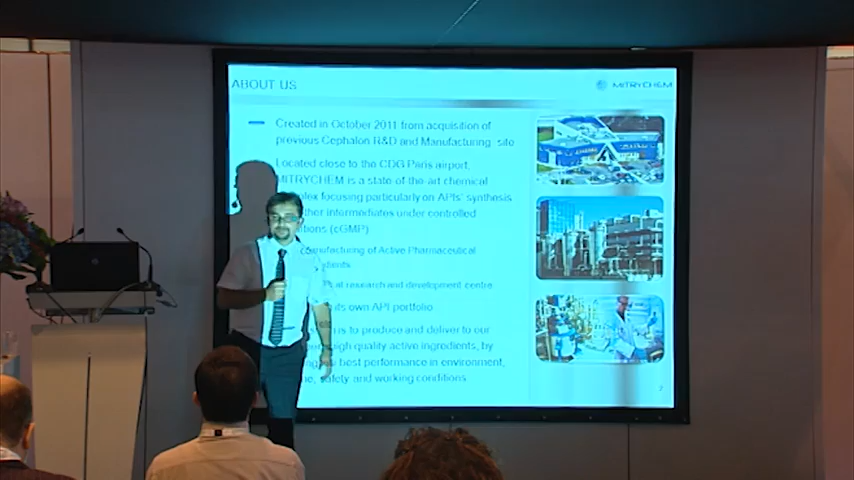 ABOUT US
MITRYCHEM
Created in October 2011 from acquisition of
previous Cephalon R&D and Manufacturing site
Located close to the CDG Paris airport,
MITRYCHEM is a state of-the-art chemical
focusing particularly on APIs' synthesis
intermediates under controlled
(cGMP)
of Active Pharmaceutical
research and development centre
its own API portfolio
is to produce and deliver to our
high quality active ingredients, by
best performance in environment,
safety and working conditions